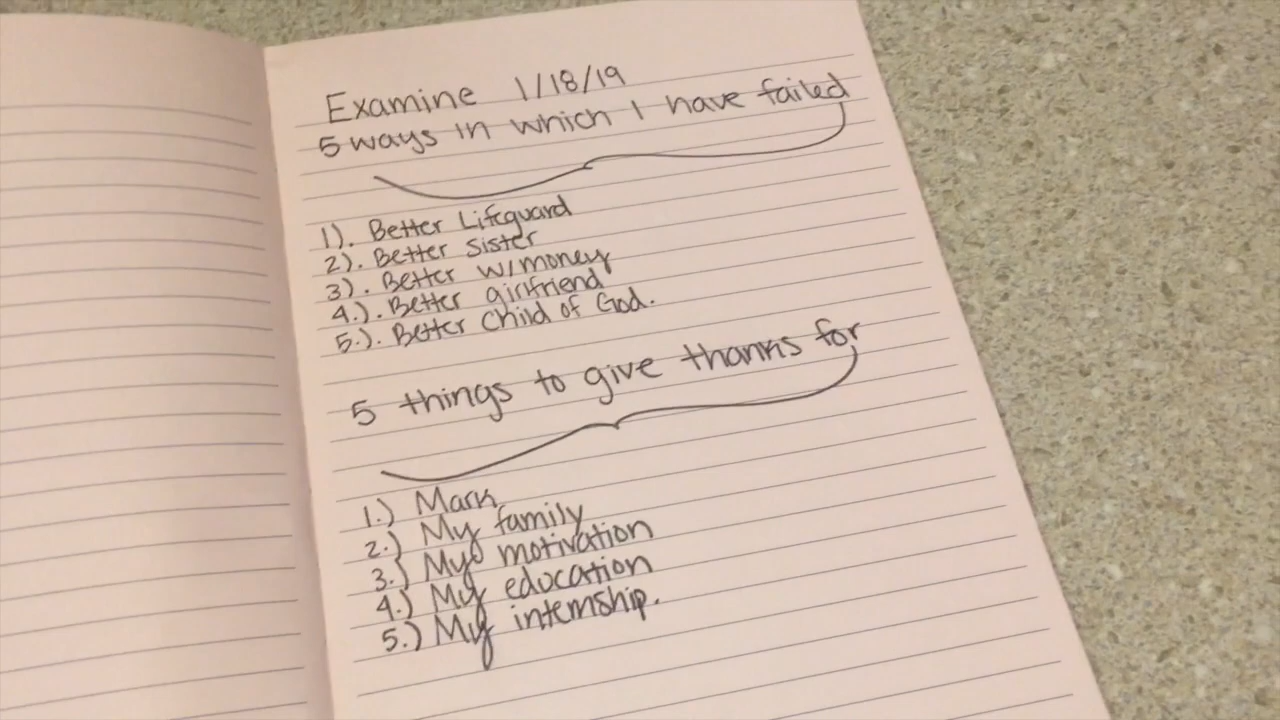 Examine 1/18/19
5 ways in which I have failed
1). Better Lifeguard
2). Better Sister
3). Better w/money
4.). Better girlfriend
5.). Better Child of God.
5 things to give thanks for
1.) Mark
2.) My family
3.) My motivation
4.) My education
5.) My internship.